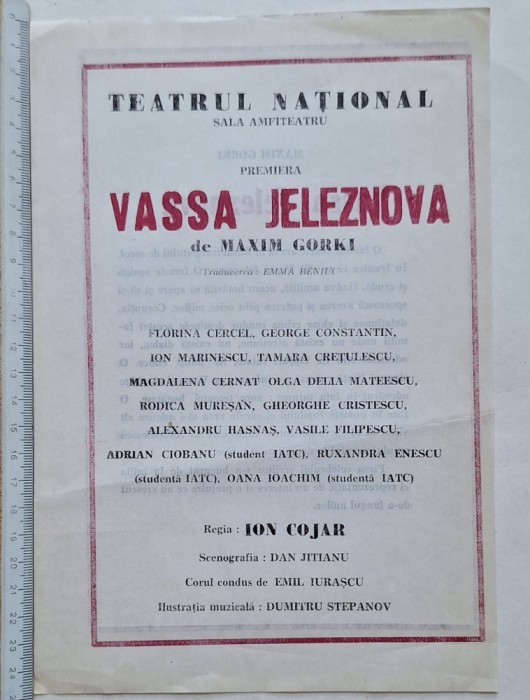 TEATRUL NAȚIONAL
SALA AMFITEATRU
PREMIERA
VASSA JELEZNOVA
de MAXIM GORKI
Traducerea: EMMA BENIUC
FLORINA CERCEL, GEORGE CONSTANTIN,
ION MARINESCU, TAMARA CREȚULESCU,
MAGDALENA CERNAT OLGA DELIA MATEESCU,
RODICA MUREȘAN, GHEORGHE CRISTESCU,
ALEXANDRU HASNAȘ, VASILE FILIPESCU,
ADRIAN CIOBANU (student IATC), RUXANDRA ENESCU
(studentă IATC), OANA IOACHIM (studentă IATC)
Regia : ION COJAR
Scenografia : DAN JITIANU
Corul condus de EMIL IURAȘCU
Ilustrația muzicală : DUMITRU STEPANOV